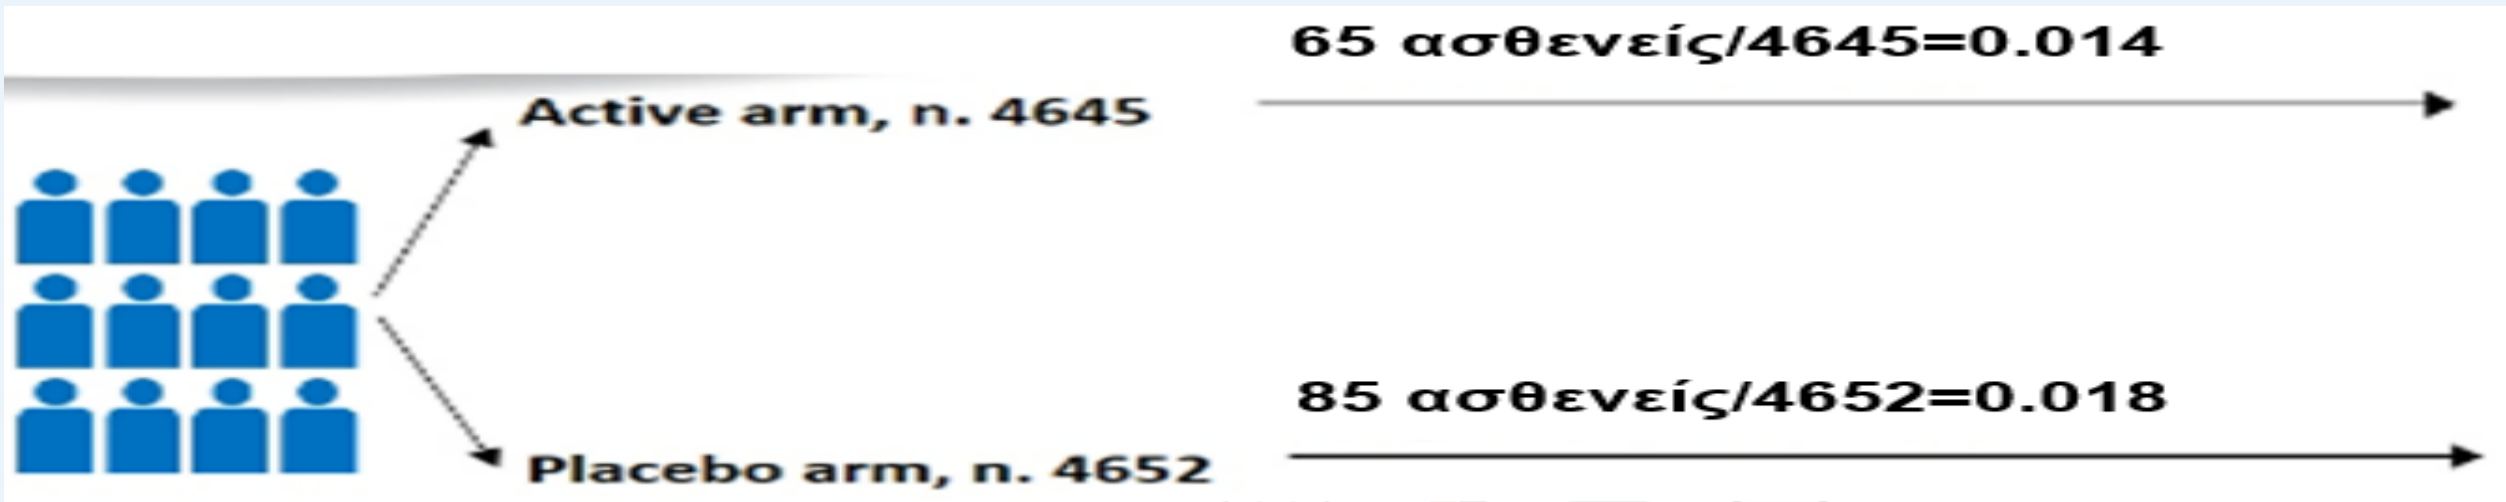 65 ασθενείς/4645=0.014
Active arm, n. 4645
85 ασθενείς/4652=0.018
Placebo arm, n. 4652